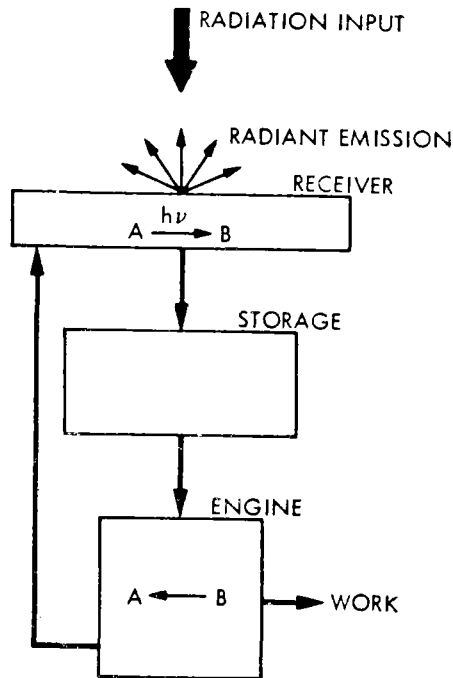 RADIATION INPUT
RADIANT EMISSION
RECEIVER
hν
A → B
STORAGE
ENGINE
A ← B
WORK